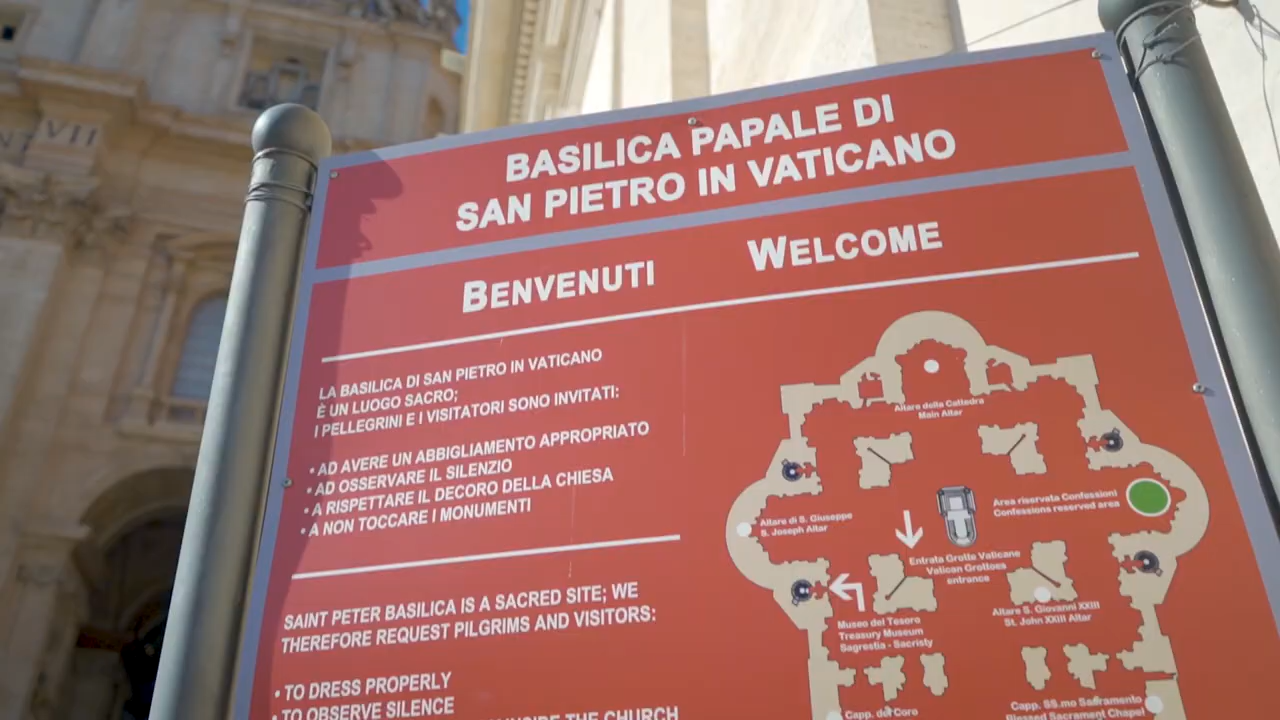 VII
BASILICA PAPALE DI
SAN PIETRO IN VATICANO
BENVENUTI
WELCOME
LA BASILICA DI SAN PIETRO IN VATICANO
È UN LUOGO SACRO;
I PELLEGRINI E I VISITATORI SONO INVITATI:
• AD AVERE UN ABBIGLIAMENTO APPROPRIATO
• AD OSSERVARE IL SILENZIO
• A RISPETTARE IL DECORO DELLA CHIESA
• A NON TOCCARE I MONUMENTI
SAINT PETER BASILICA IS A SACRED SITE; WE
THEREFORE REQUEST PILGRIMS AND VISITORS:
• TO DRESS PROPERLY
• TO OBSERVE SILENCE
INSIDE THE CHURCH
Altare della Cattedra
Main Altar
Area riservata Confessioni
Confessions reserved area
Altare di S. Giuseppe
S. Joseph Altar
Entrata Grotte Vaticane
Vatican Grottoes
entrance
Altare S. Giovanni XXIII
St. John XXIII Altar
Museo del Tesoro
Treasury Museum
Sagrestia - Sacristy
Capp. del Coro
Capp. SS.mo Saframento
Blessed Sacrament Chapel